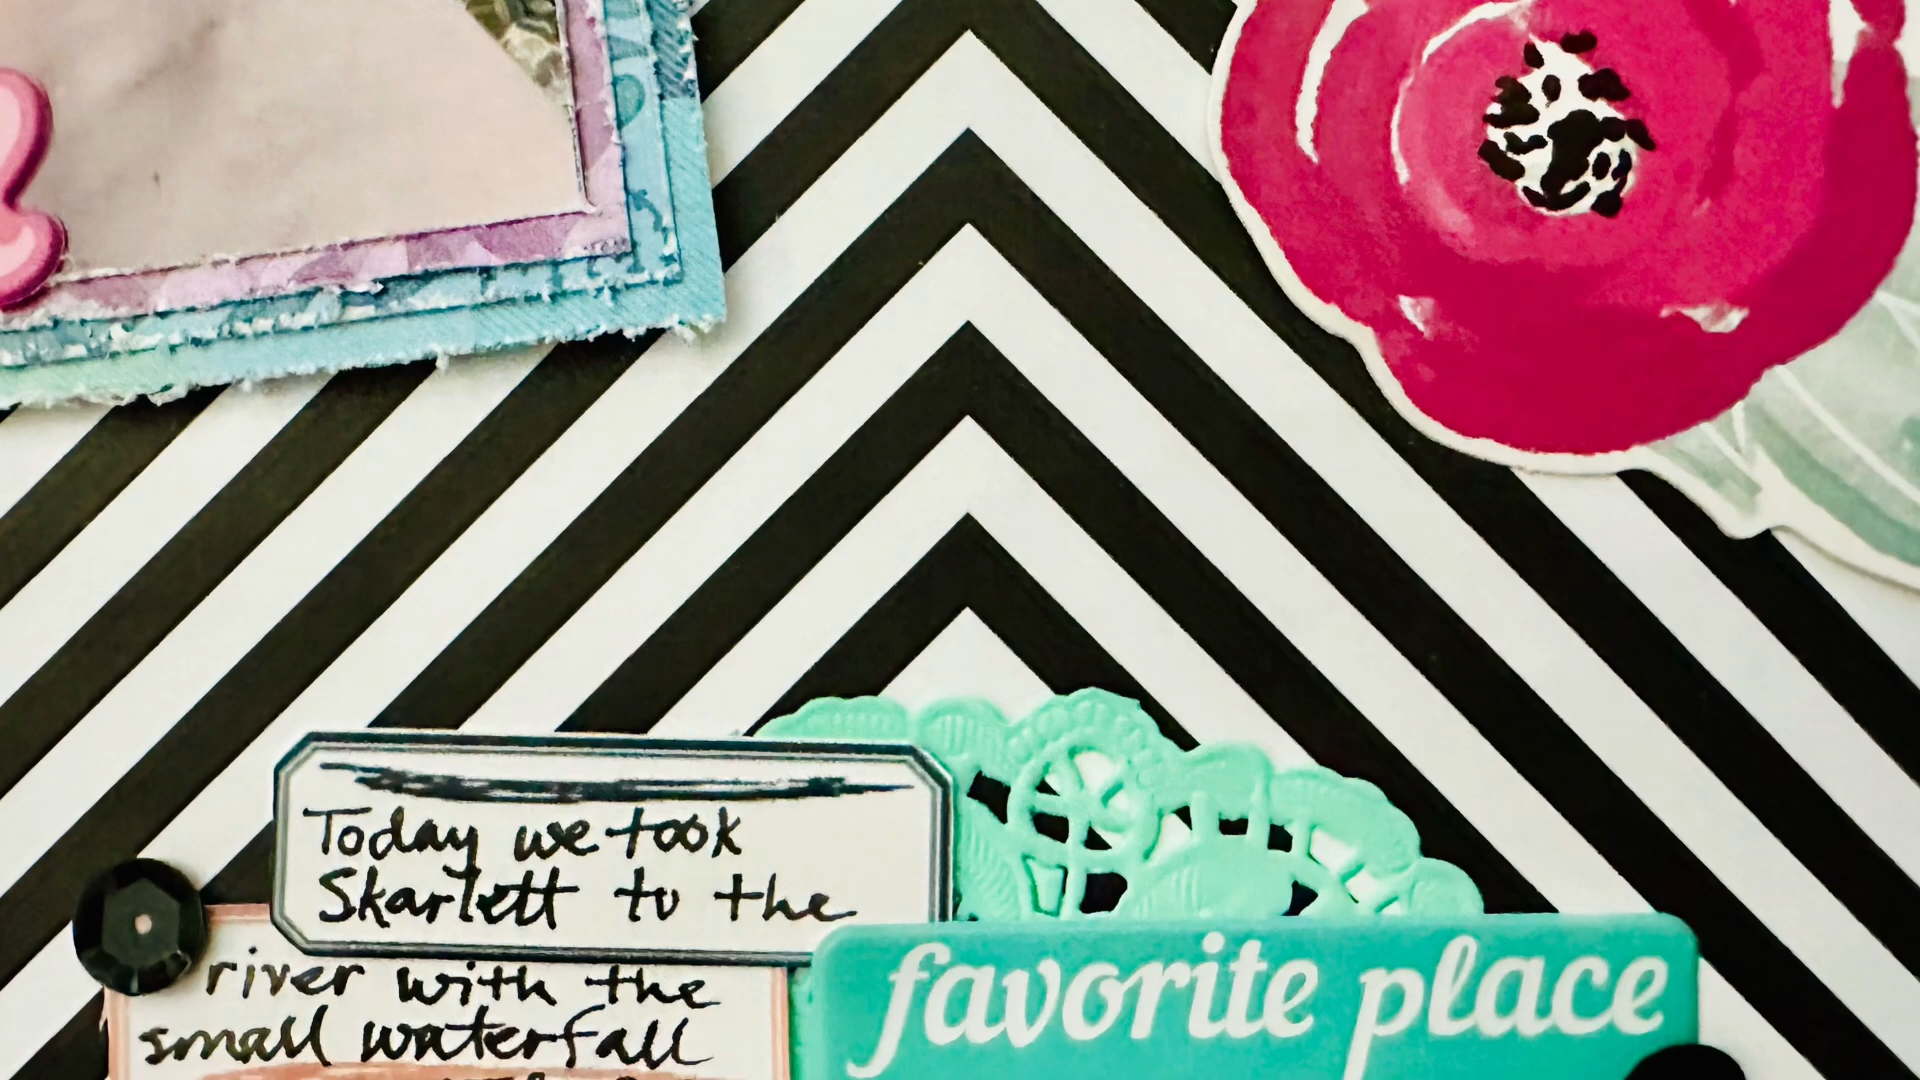 Today we took
Skarlett to the
river with the
small waterfall
favorite place